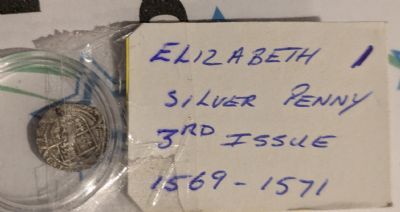 ELIZABETH I
SILVER PENNY
3RD ISSUE
1569-1571